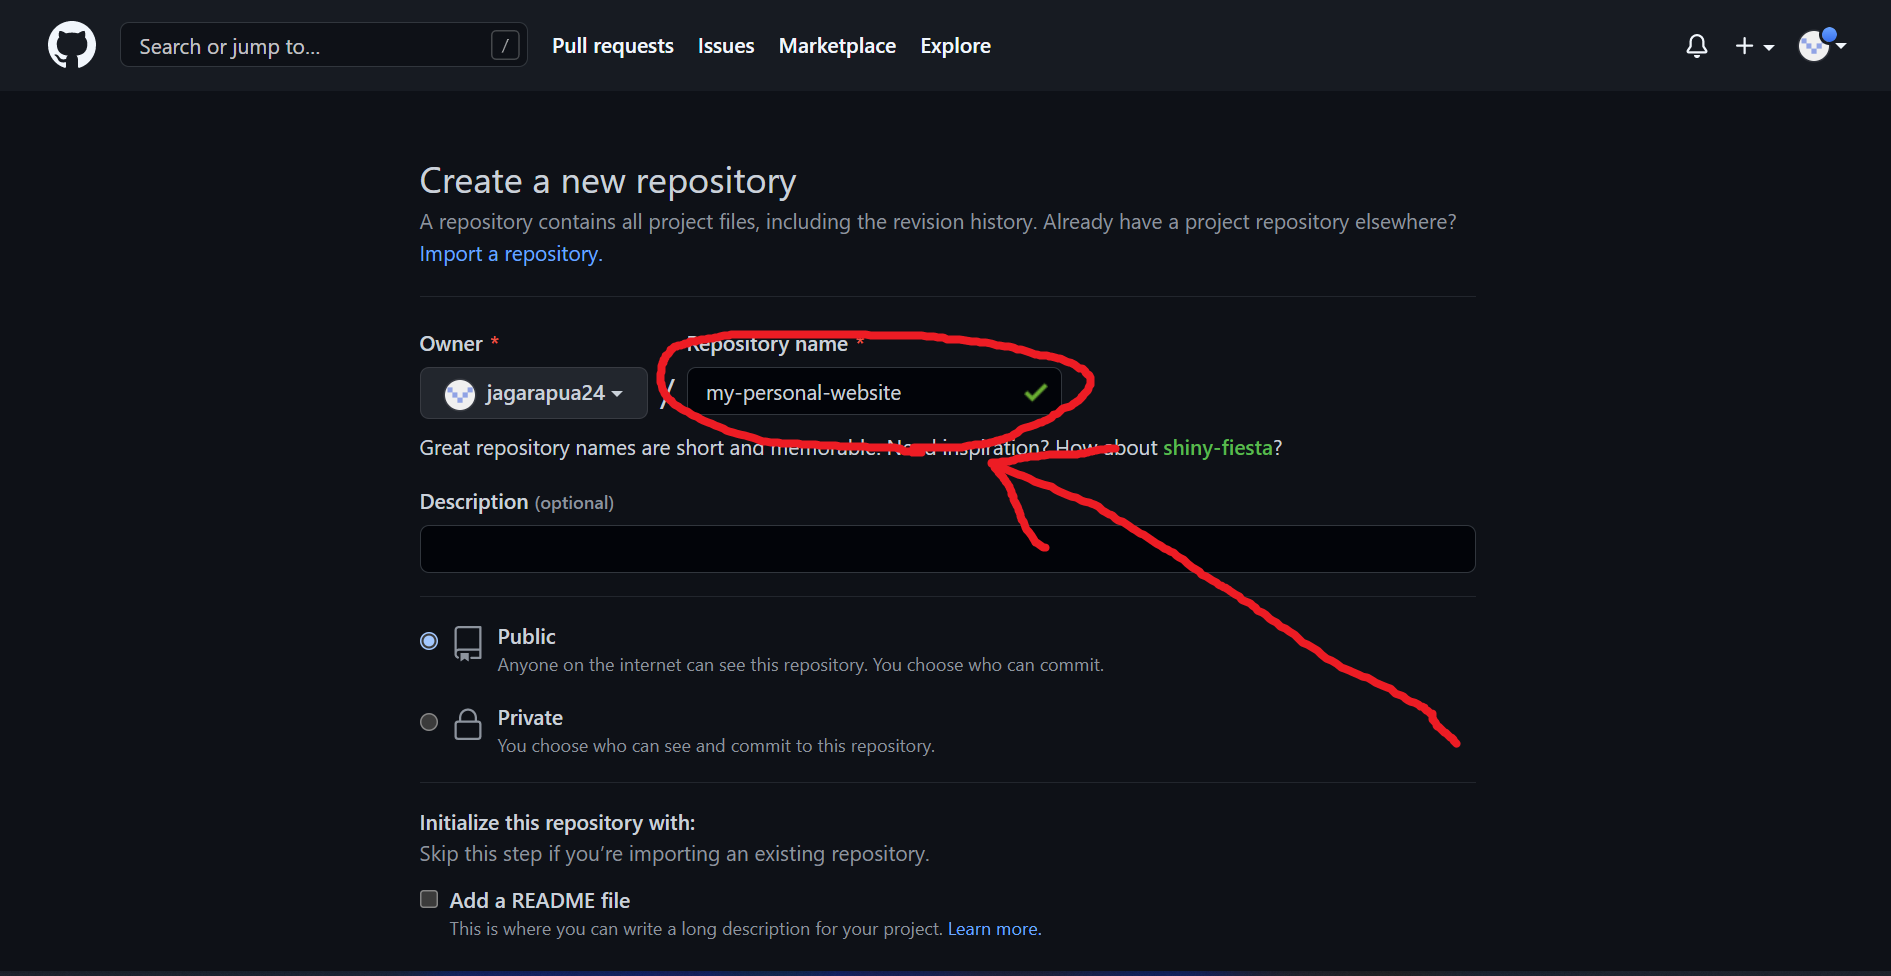 Search or jump to...
/
Pull requests
Issues
Marketplace
Explore
Create a new repository
A repository contains all project files, including the revision history. Already have a project repository elsewhere?
Import a repository.
Owner *
Repository name *
jagarapua24
/
my-personal-website
Great repository names are short and memorable. Need inspiration? How about shiny-fiesta?
Description (optional)
Public
Anyone on the internet can see this repository. You choose who can commit.
Private
You choose who can see and commit to this repository.
Initialize this repository with:
Skip this step if you’re importing an existing repository.
Add a README file
This is where you can write a long description for your project. Learn more.